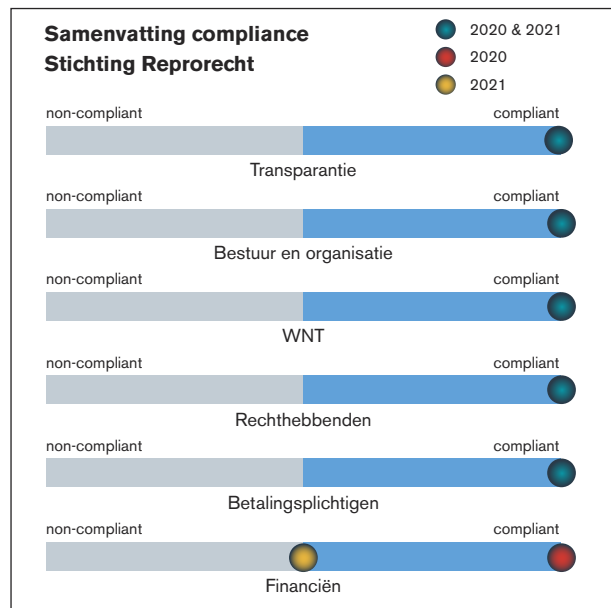 Samenvatting compliance
Stichting Reprorecht
2020 & 2021
2020
2021
non-compliant compliant
Transparantie
non-compliant compliant
Bestuur en organisatie
non-compliant compliant
WNT
non-compliant compliant
Rechthebbenden
non-compliant compliant
Betalingsplichtigen
non-compliant compliant
Financiën